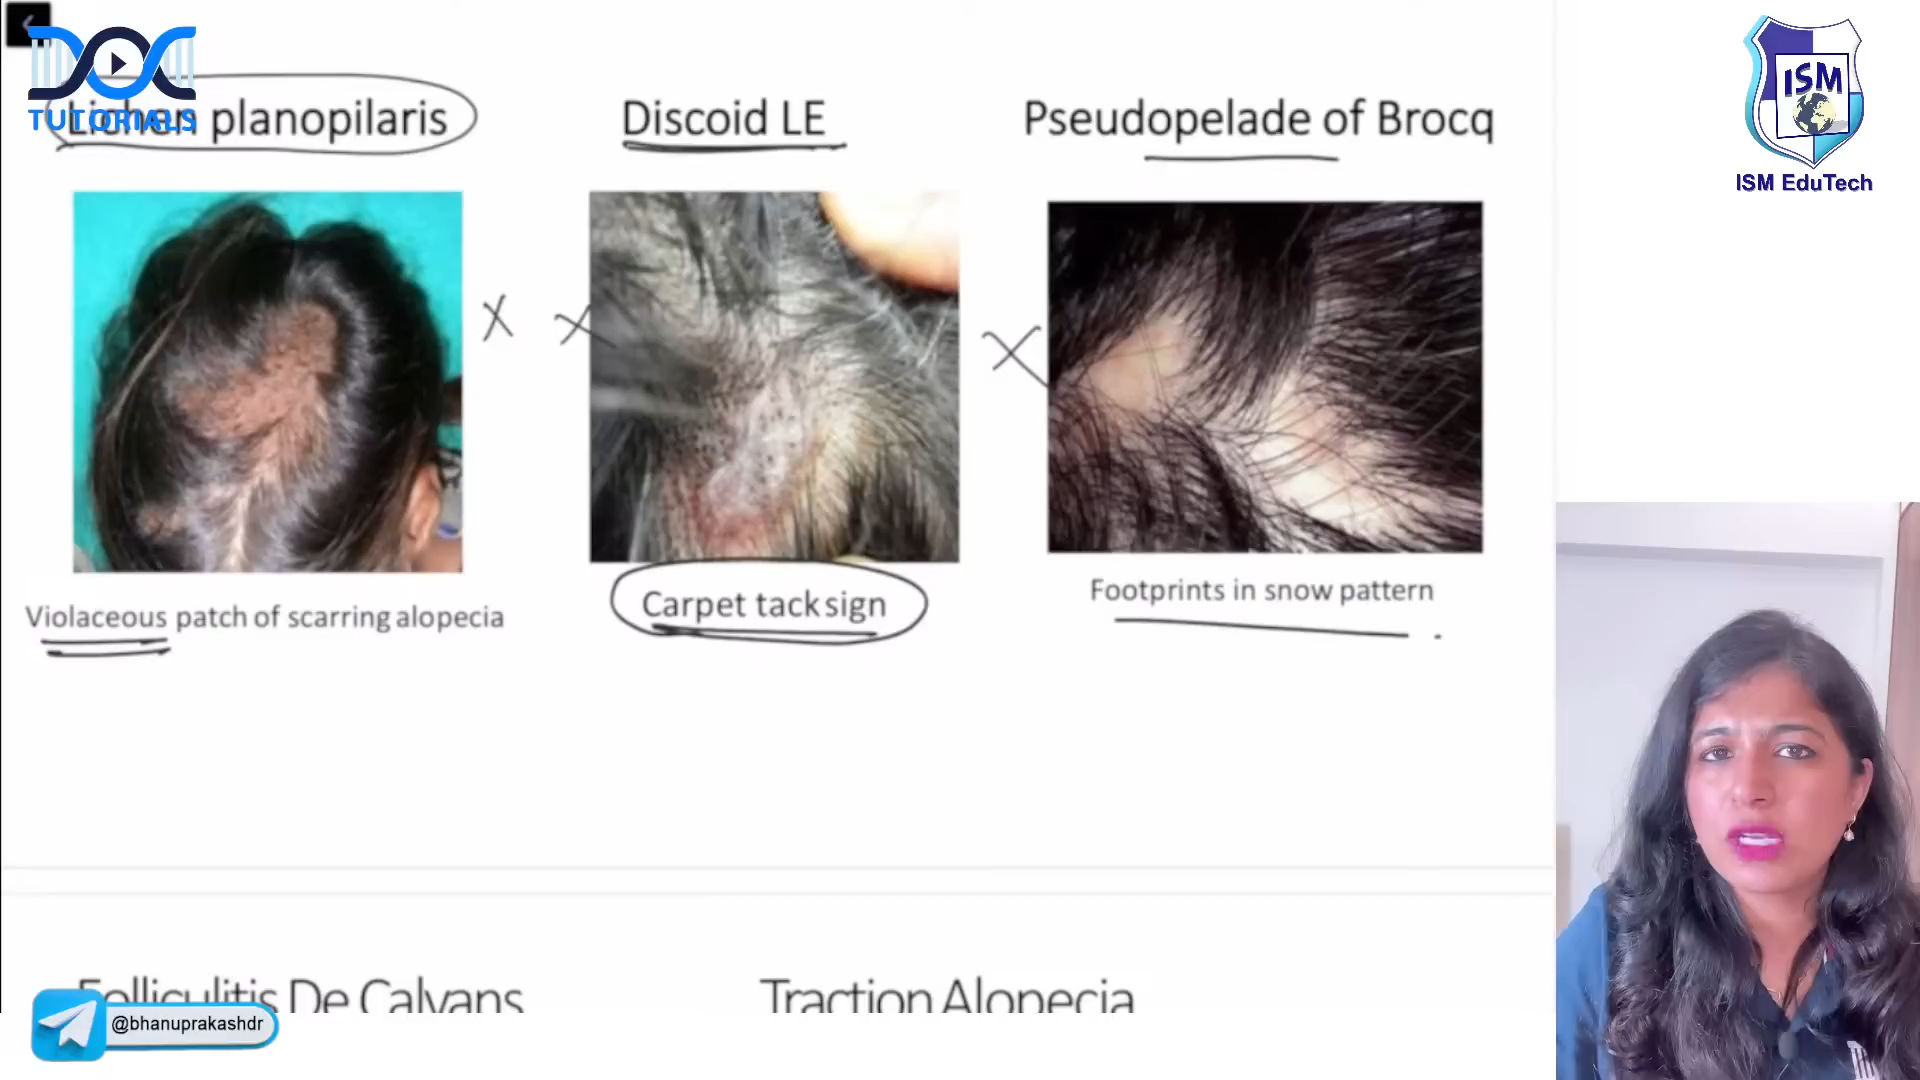 TUTORIALS
Lichen planopilaris
Discoid LE
Pseudopelade of Brocq
ISM
ISM EduTech
Violaceous patch of scarring alopecia
Carpet tack sign
Footprints in snow pattern
Folliculitis De Calvans
Traction Alopecia
@bhanuprakashdr